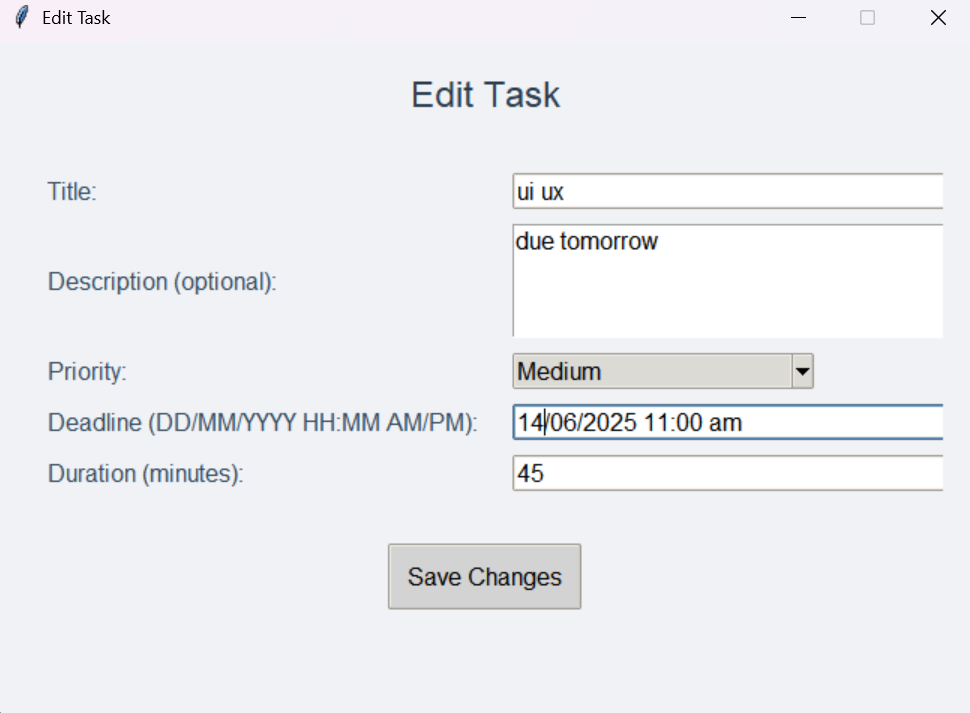 Edit Task
Edit Task
Title:
ui ux
Description (optional):
due tomorrow
Priority:
Medium
Deadline (DD/MM/YYYY HH:MM AM/PM):
14/06/2025 11:00 am
Duration (minutes):
45
Save Changes